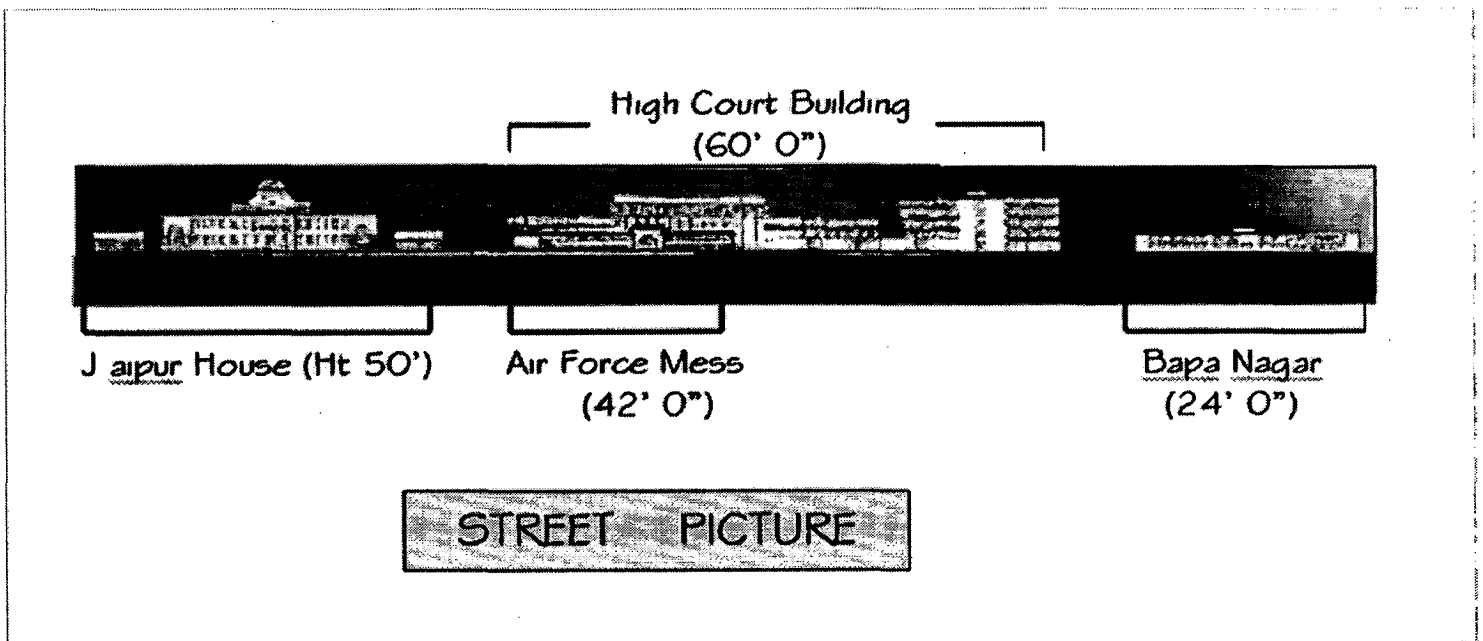 High Court Building
(60' 0")
J aipur House (Ht 50')
Air Force Mess
(42' 0")
Bapa Nagar
(24' 0")
STREET PICTURE